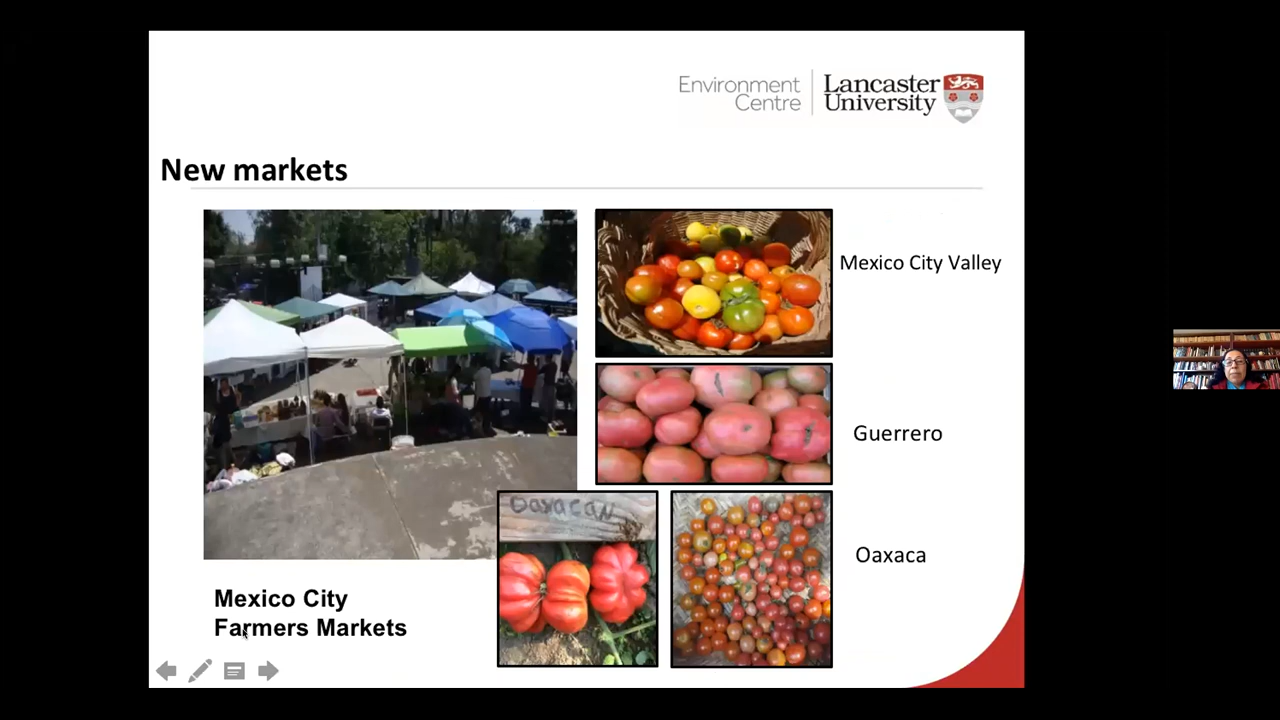 Environment
Centre
Lancaster
University
New markets
Mexico City Valley
Guerrero
Oaxacan
Oaxaca
Mexico City
Farmers Markets